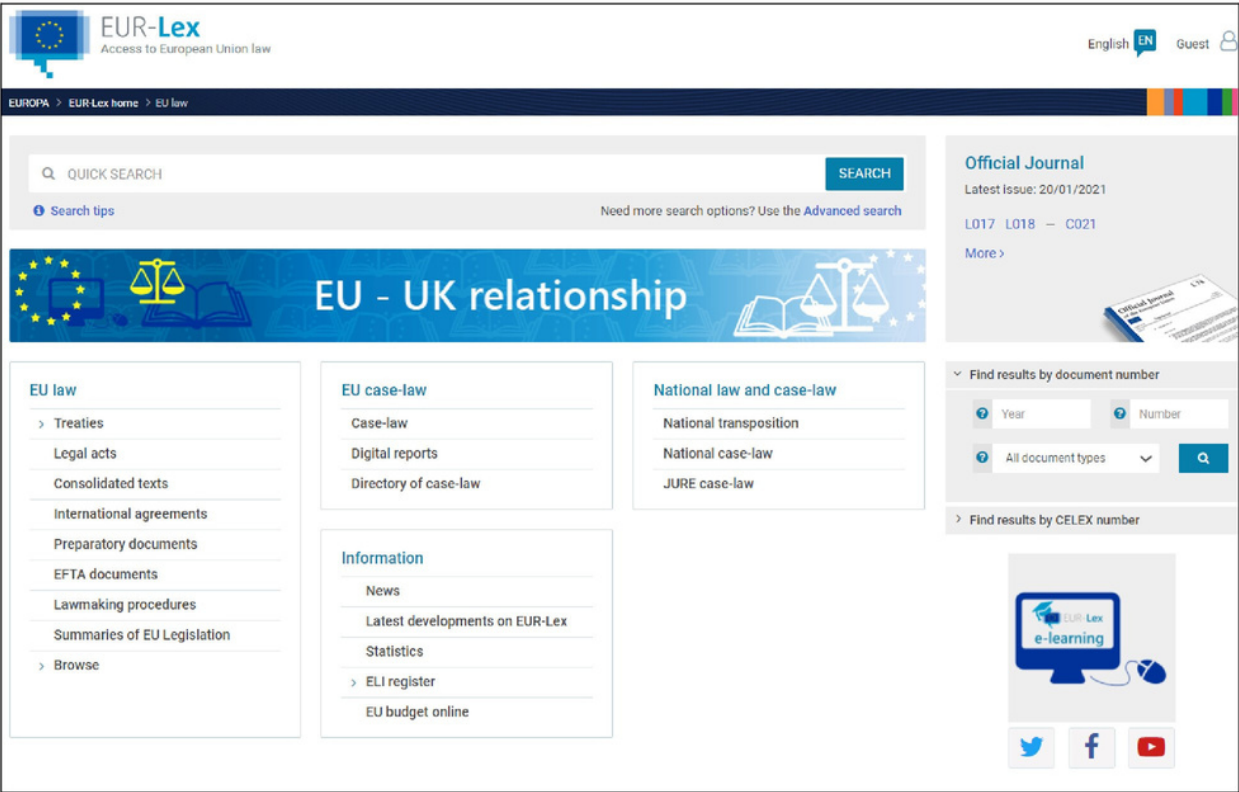 EUR-Lex
Access to European Union law
English EN Guest
EUROPA > EUR-Lex home > EU law
QUICK SEARCH
SEARCH
Search tips
Need more search options? Use the Advanced search
EU - UK relationship
Official Journal
Latest issue: 20/01/2021
L017 L018 – C021
More >
Official Journal
of the European Union
EU law
> Treaties
Legal acts
Consolidated texts
International agreements
Preparatory documents
EFTA documents
Lawmaking procedures
Summaries of EU Legislation
> Browse
EU case-law
Case-law
Digital reports
Directory of case-law
Information
News
Latest developments on EUR-Lex
Statistics
> ELI register
EU budget online
National law and case-law
National transposition
National case-law
JURE case-law
Find results by document number
Year
Number
All document types
> Find results by CELEX number
EUR-Lex
e-learning